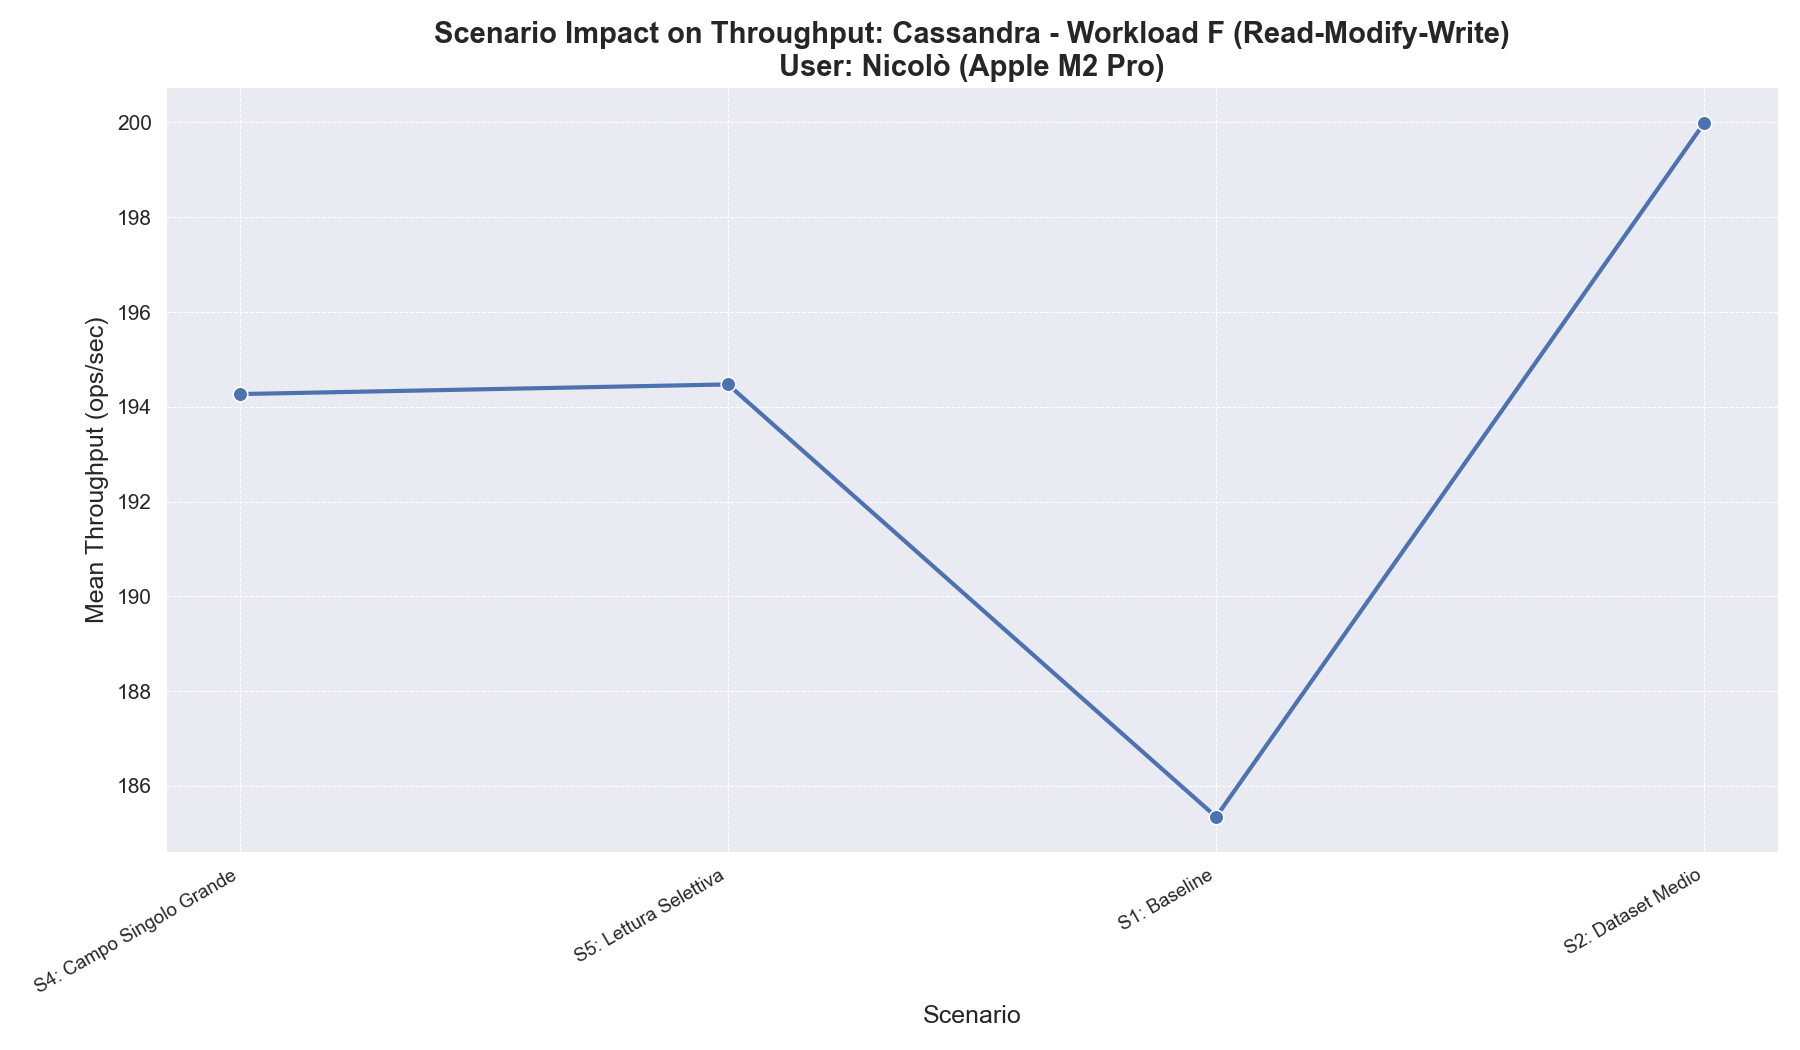 Scenario Impact on Throughput: Cassandra - Workload F (Read-Modify-Write)
User: Nicolò (Apple M2 Pro)
Mean Throughput (ops/sec)
200
198
196
194
192
190
188
186
S4: Campo Singolo Grande
S5: Lettura Selettiva
S1: Baseline
S2: Dataset Medio
Scenario